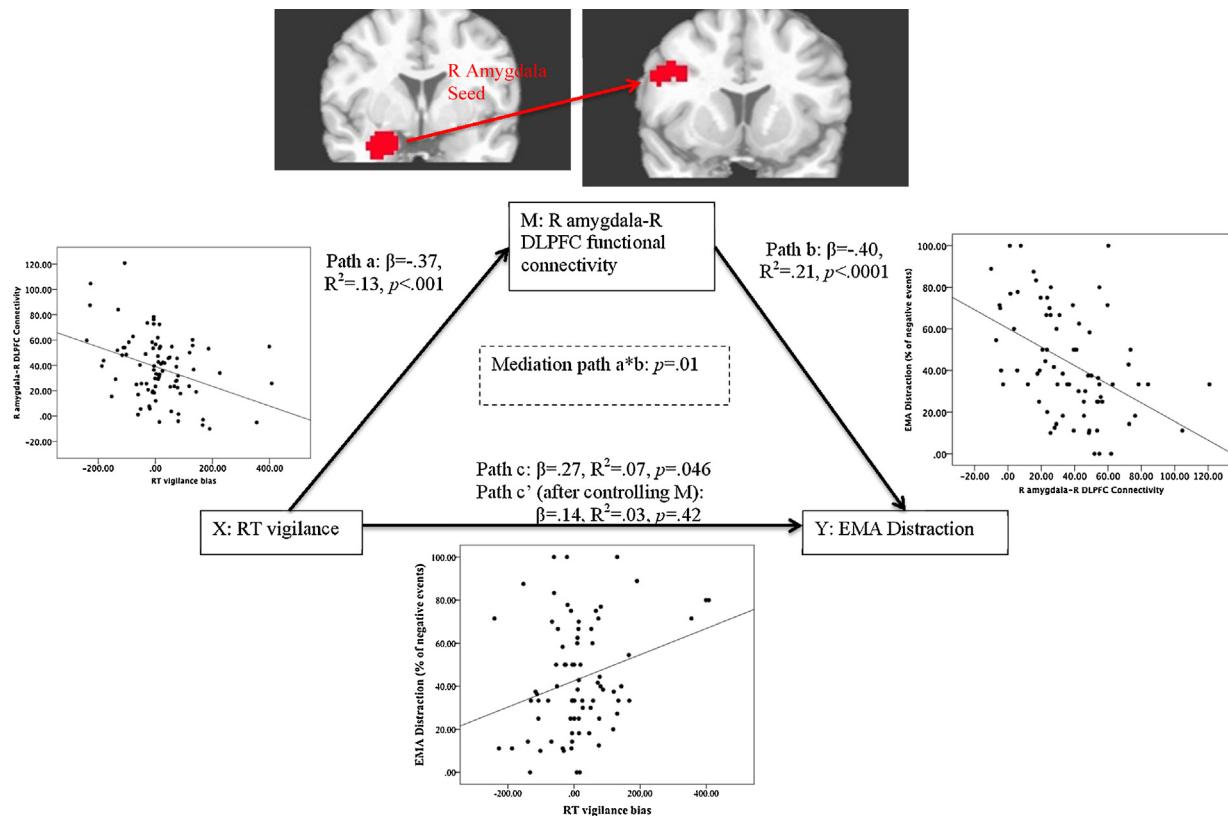 R Amygdala
Seed
M: R amygdala-R
DLPFC functional
connectivity
Path a: β=-.37,
R²=.13, p<.001
Path b: β=-.40,
R²=.21, p<.0001
Mediation path a*b: p=.01
Path c: β=.27, R²=.07, p=.046
Path c’ (after controlling M):
β=.14, R²=.03, p=.42
X: RT vigilance
Y: EMA Distraction
R amygdala-R DLPFC Connectivity
120.00
100.00
80.00
60.00
40.00
20.00
.00
-20.00
-200.00 .00 200.00 400.00
RT vigilance bias
EMA Distraction (% of negative events)
100.00
80.00
60.00
40.00
20.00
.00
-20.00 .00 20.00 40.00 60.00 80.00 100.00 120.00
R amygdala-R DLPFC Connectivity
EMA Distraction (% of negative events)
100.00
80.00
60.00
40.00
20.00
.00
-200.00 .00 200.00 400.00
RT vigilance bias